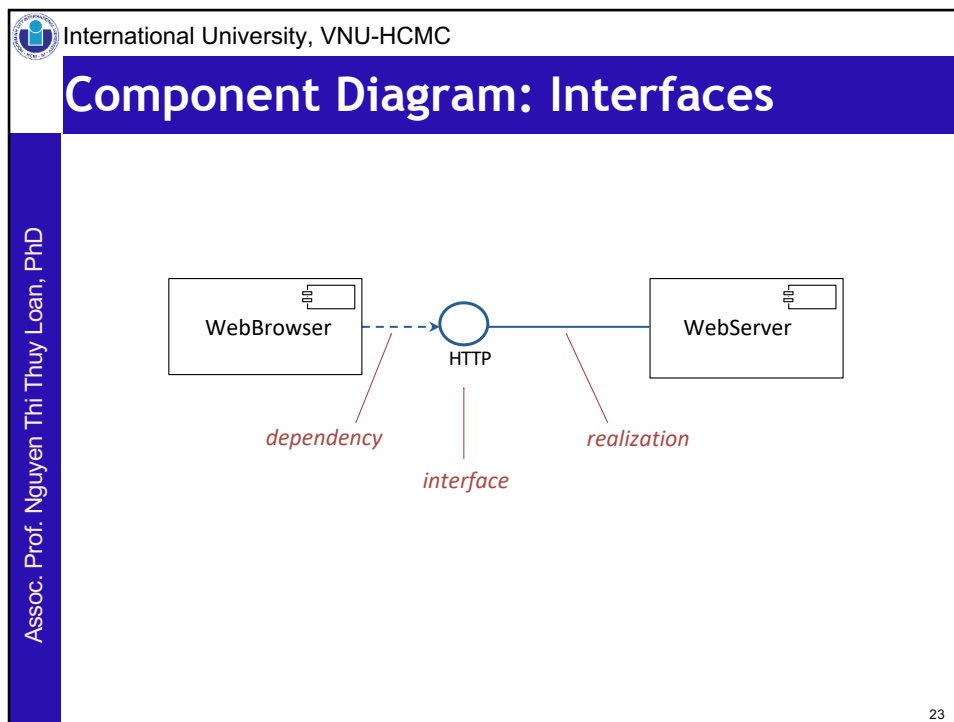 International University, VNU-HCMC
Component Diagram: Interfaces
Assoc. Prof. Nguyen Thi Thuy Loan, PhD
WebBrowser
HTTP
WebServer
dependency
interface
realization
23